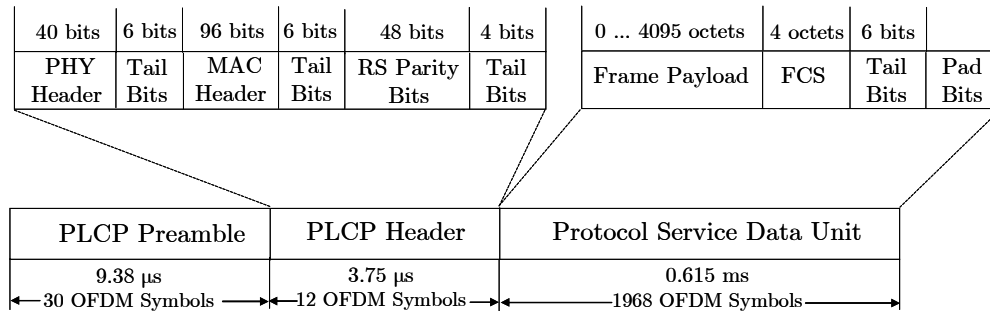 40 bits 6 bits 96 bits 6 bits 48 bits 4 bits
PHY Header Tail Bits MAC Header Tail Bits RS Parity Bits Tail Bits
0 ... 4095 octets 4 octets 6 bits
Frame Payload FCS Tail Bits Pad Bits
PLCP Preamble PLCP Header Protocol Service Data Unit
9.38 μs 3.75 μs 0.615 ms
30 OFDM Symbols 12 OFDM Symbols 1968 OFDM Symbols